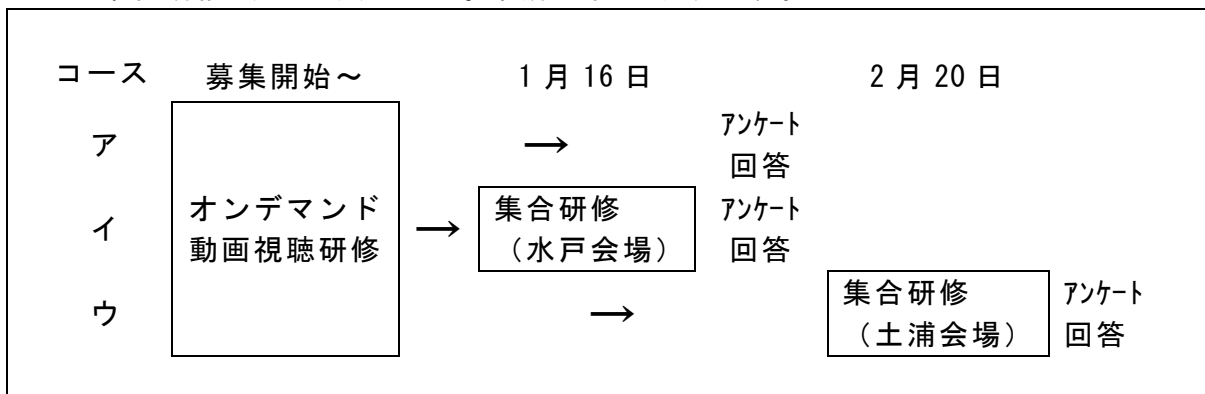 コース 募集開始～ 1月16日 2月20日
ア → アンケート
回答
イ オンデマンド → 集合研修 アンケート
動画視聴研修 （水戸会場） 回答
ウ → 集合研修 アンケート
（土浦会場） 回答